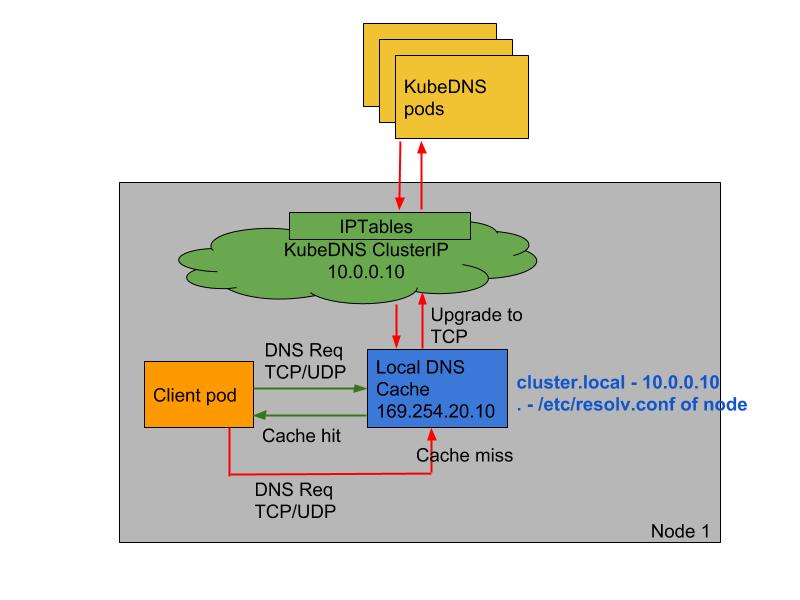 KubeDNS
pods
IPTables
KubeDNS ClusterIP
10.0.0.10
Upgrade to
TCP
DNS Req
TCP/UDP
Local DNS
Cache
169.254.20.10
Client pod
cluster.local - 10.0.0.10
. - /etc/resolv.conf of node
Cache hit
Cache miss
DNS Req
TCP/UDP
Node 1